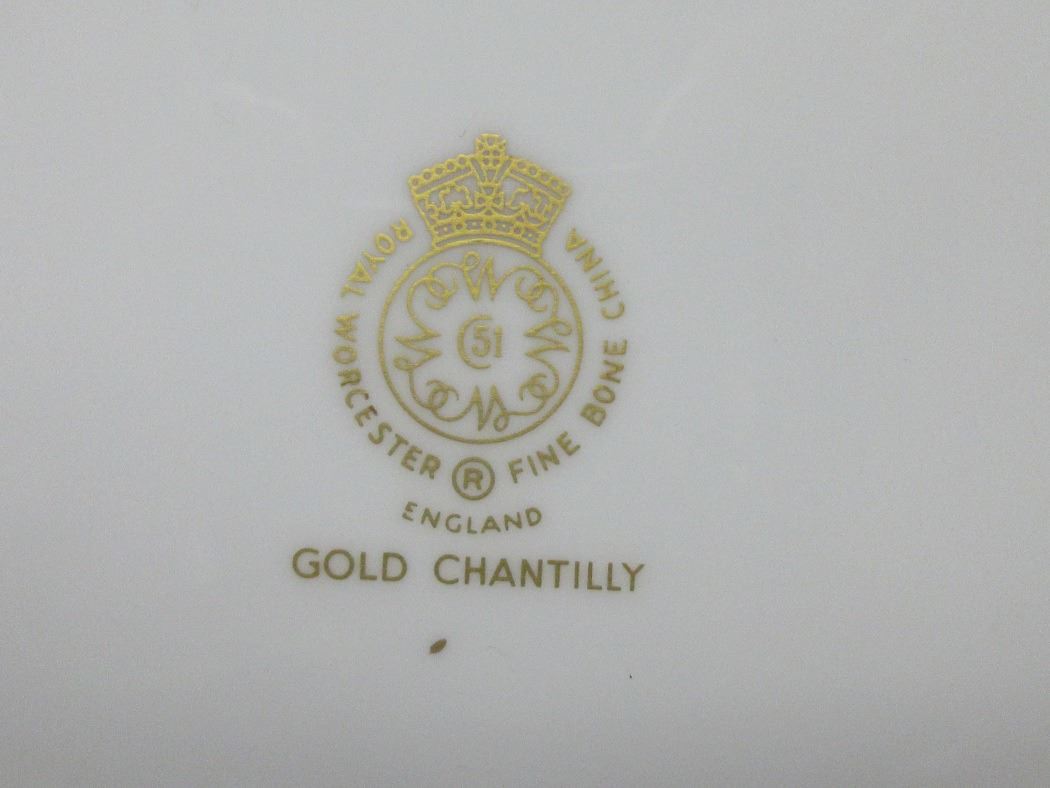 ROYAL WORCESTER ® FINE BONE CHINA
51
ENGLAND
GOLD CHANTILLY